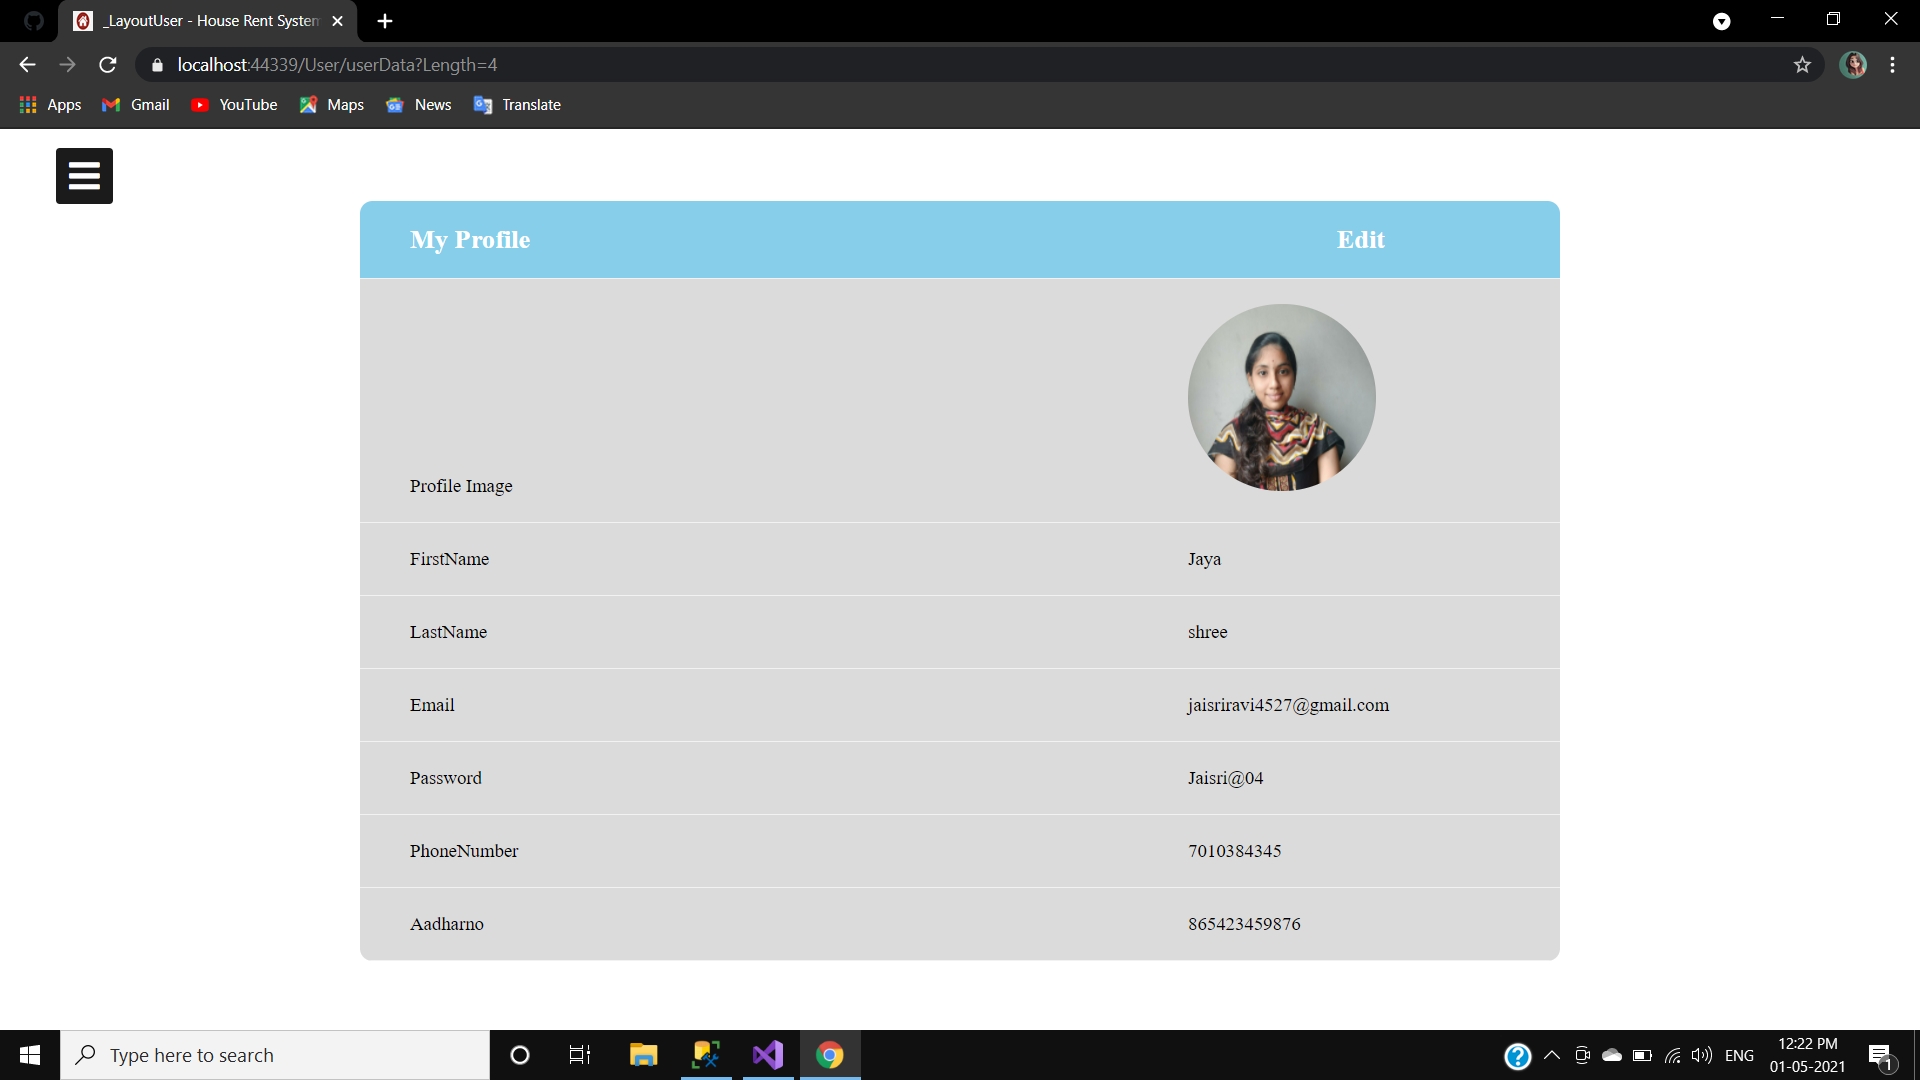 _LayoutUser - House Rent System
localhost:44339/User/userData?Length=4
Apps Gmail YouTube Maps News Translate
My Profile Edit
Profile Image
FirstName Jaya
LastName shree
Email jaisriravi4527@gmail.com
Password Jaisri@04
PhoneNumber 7010384345
Aadharno 865423459876
Type here to search
ENG
12:22 PM
01-05-2021
1